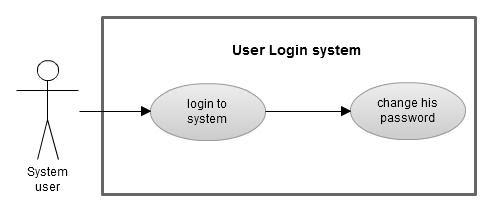 User Login system
login to
system
change his
password
System
user